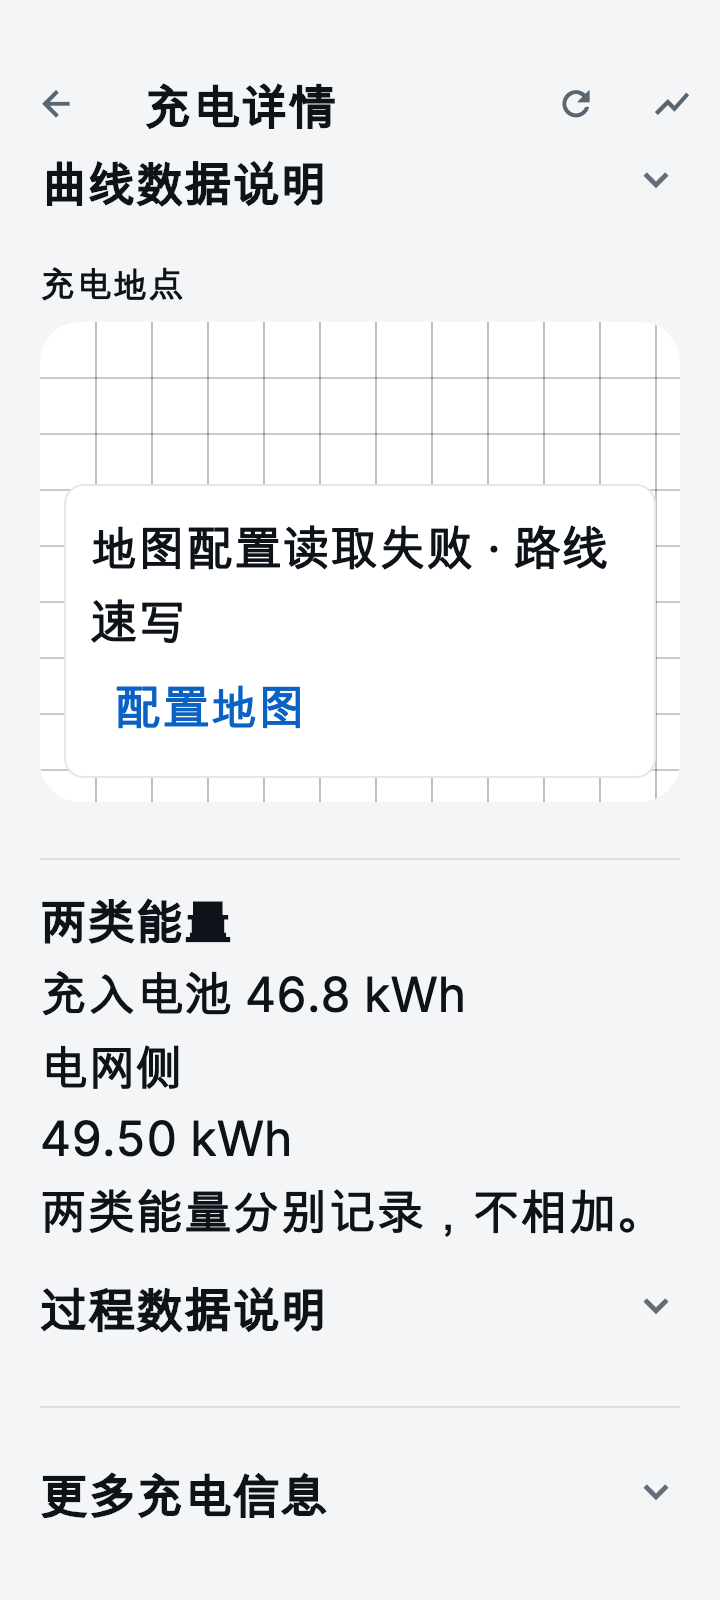 充电详情
曲线数据说明
充电地点
地图配置读取失败 · 路线
速写
配置地图
两类能量
充入电池 46.8 kWh
电网侧
49.50 kWh
两类能量分别记录，不相加。
过程数据说明
更多充电信息